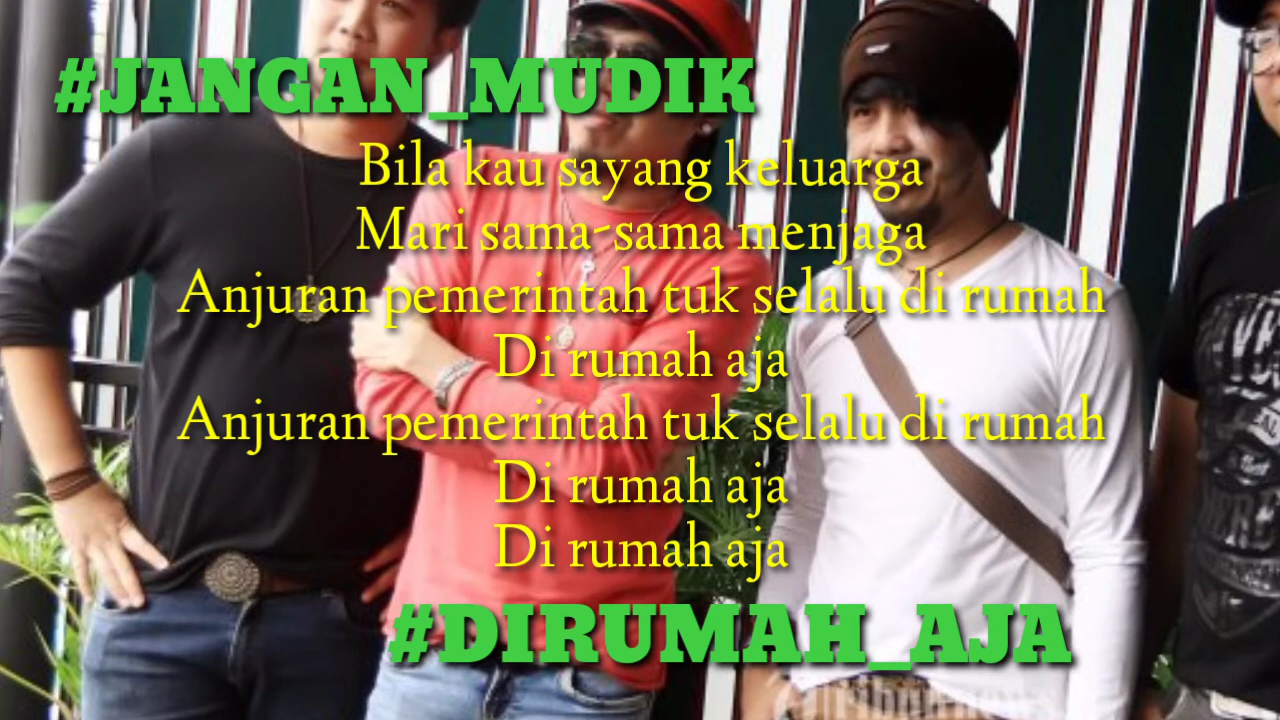 #JANGAN_MUDIK
Bila kau sayang keluarga
Mari sama-sama menjaga
Anjuran pemerintah tuk selalu di rumah
Di rumah aja
Anjuran pemerintah tuk selalu di rumah
Di rumah aja
Di rumah aja
#DIRUMAH_AJA